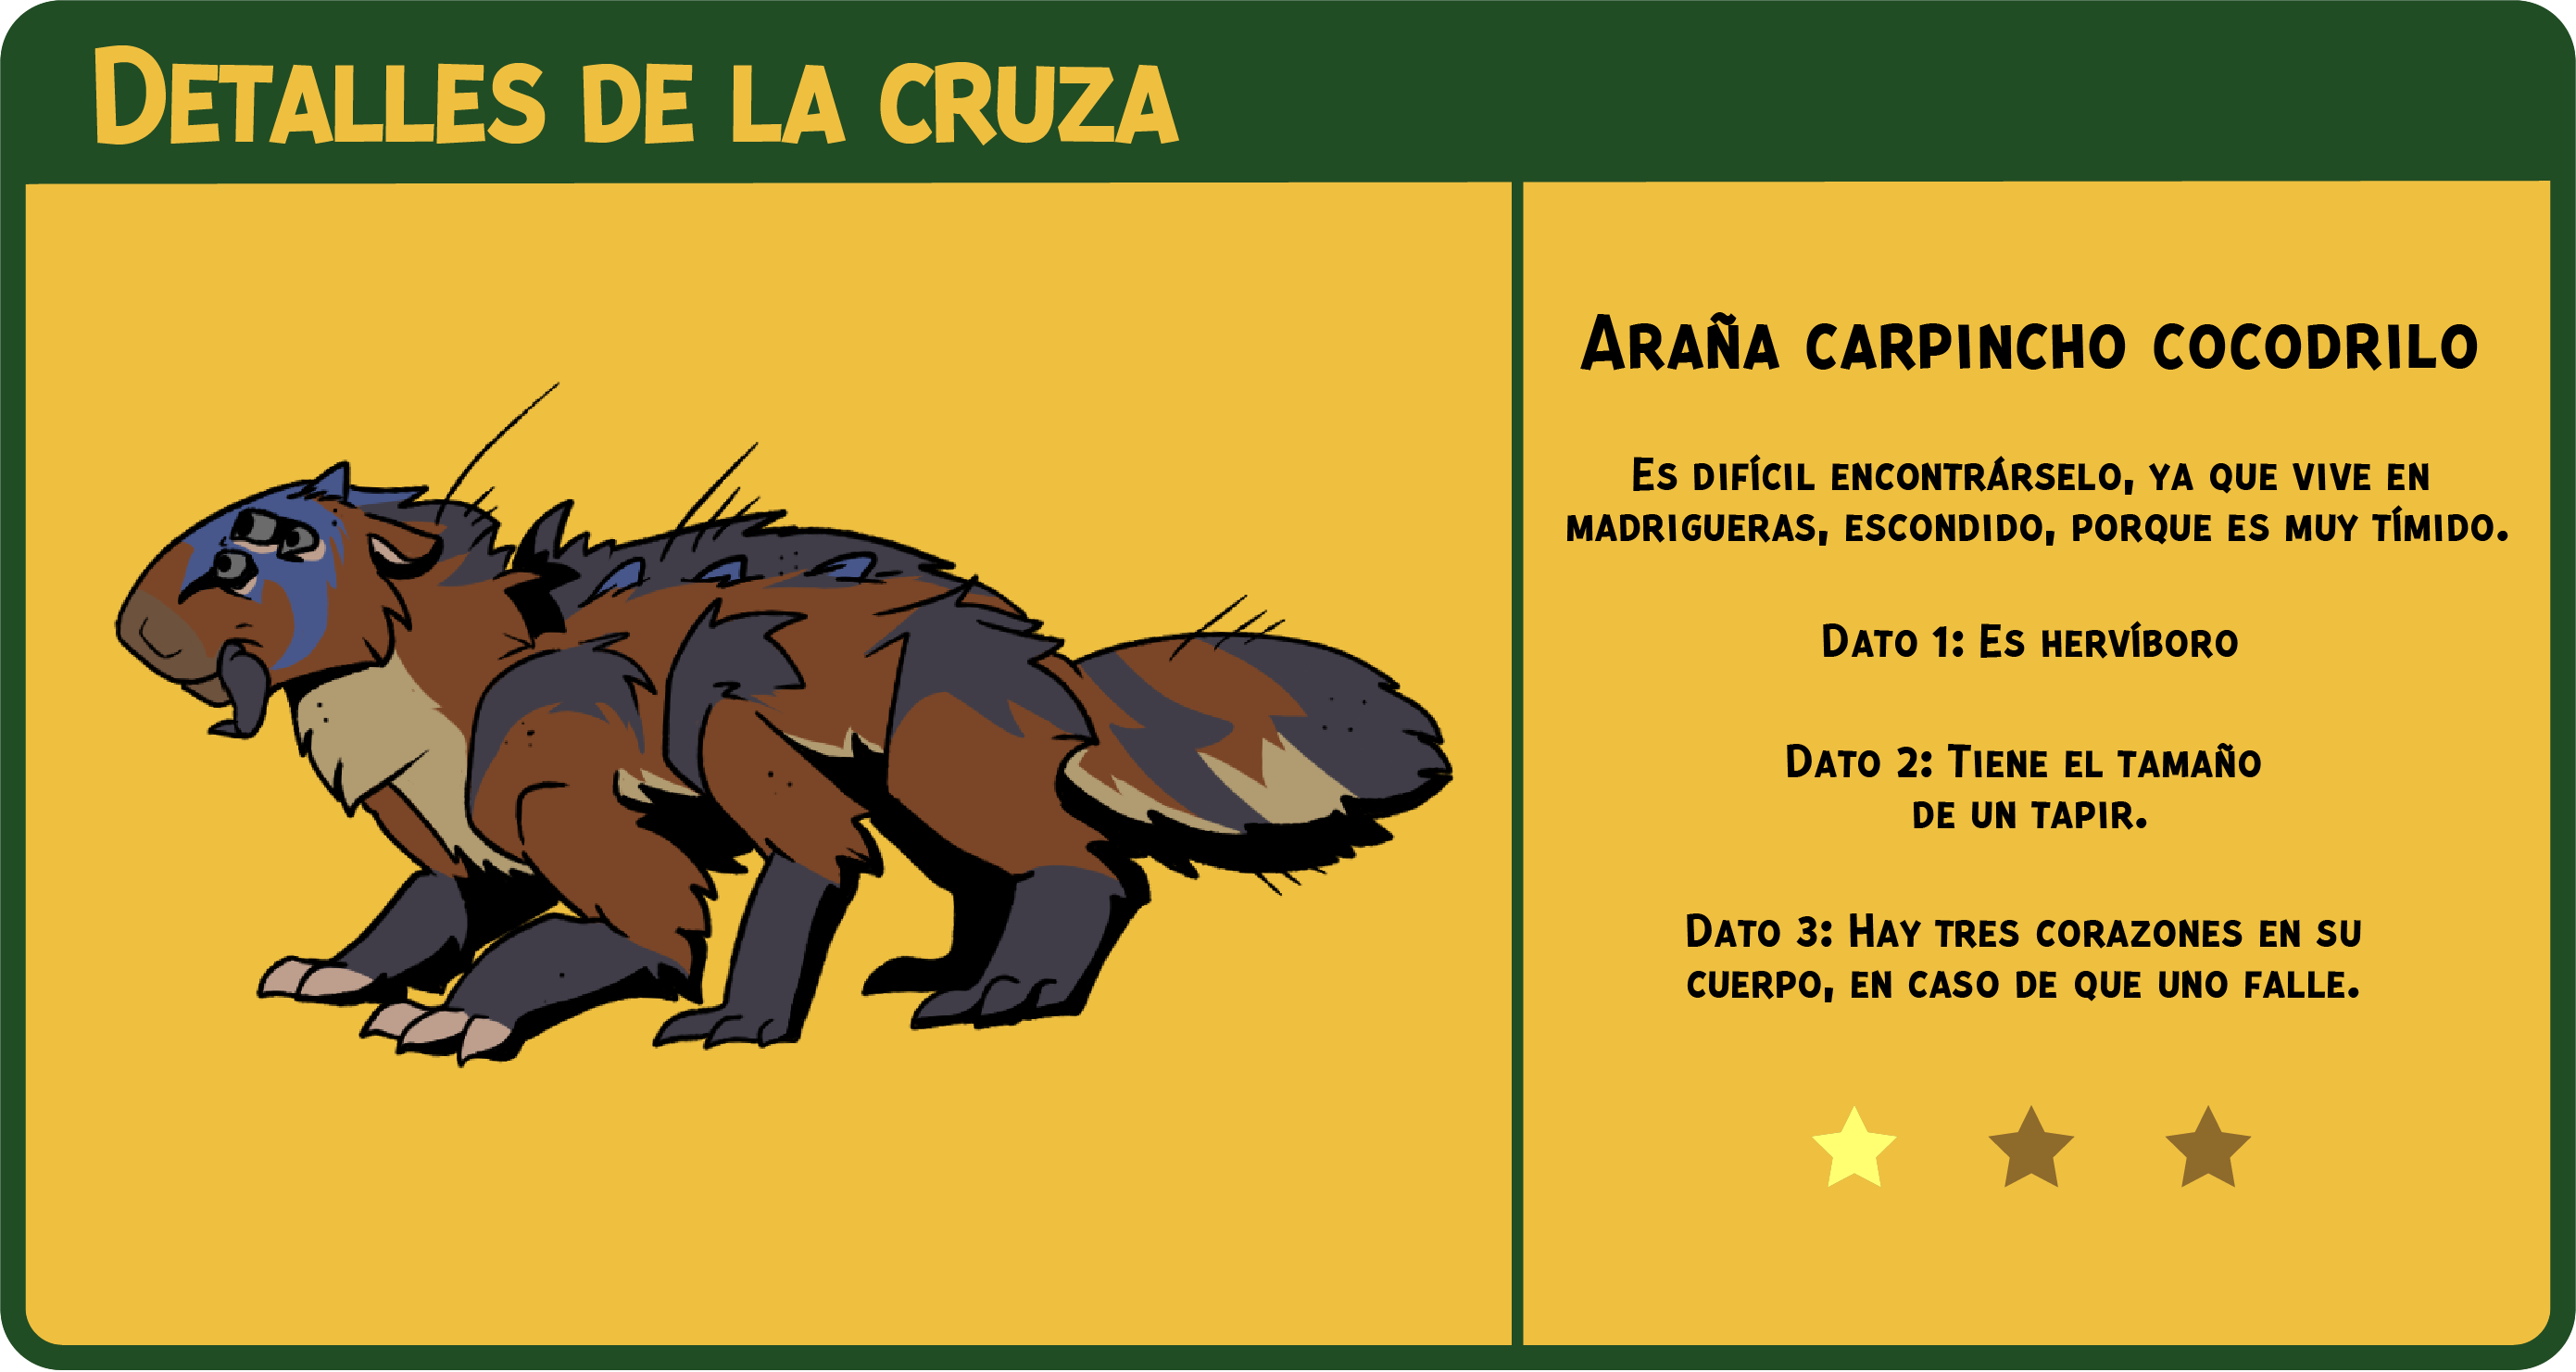 Detalles de la cruza
Araña carpincho cocodrilo
Es difícil encontrárselo, ya que vive en
madrigueras, escondido, porque es muy tímido.
Dato 1: Es hervíboro
Dato 2: Tiene el tamaño
de un tapir.
Dato 3: Hay tres corazones en su
cuerpo, en caso de que uno falle.